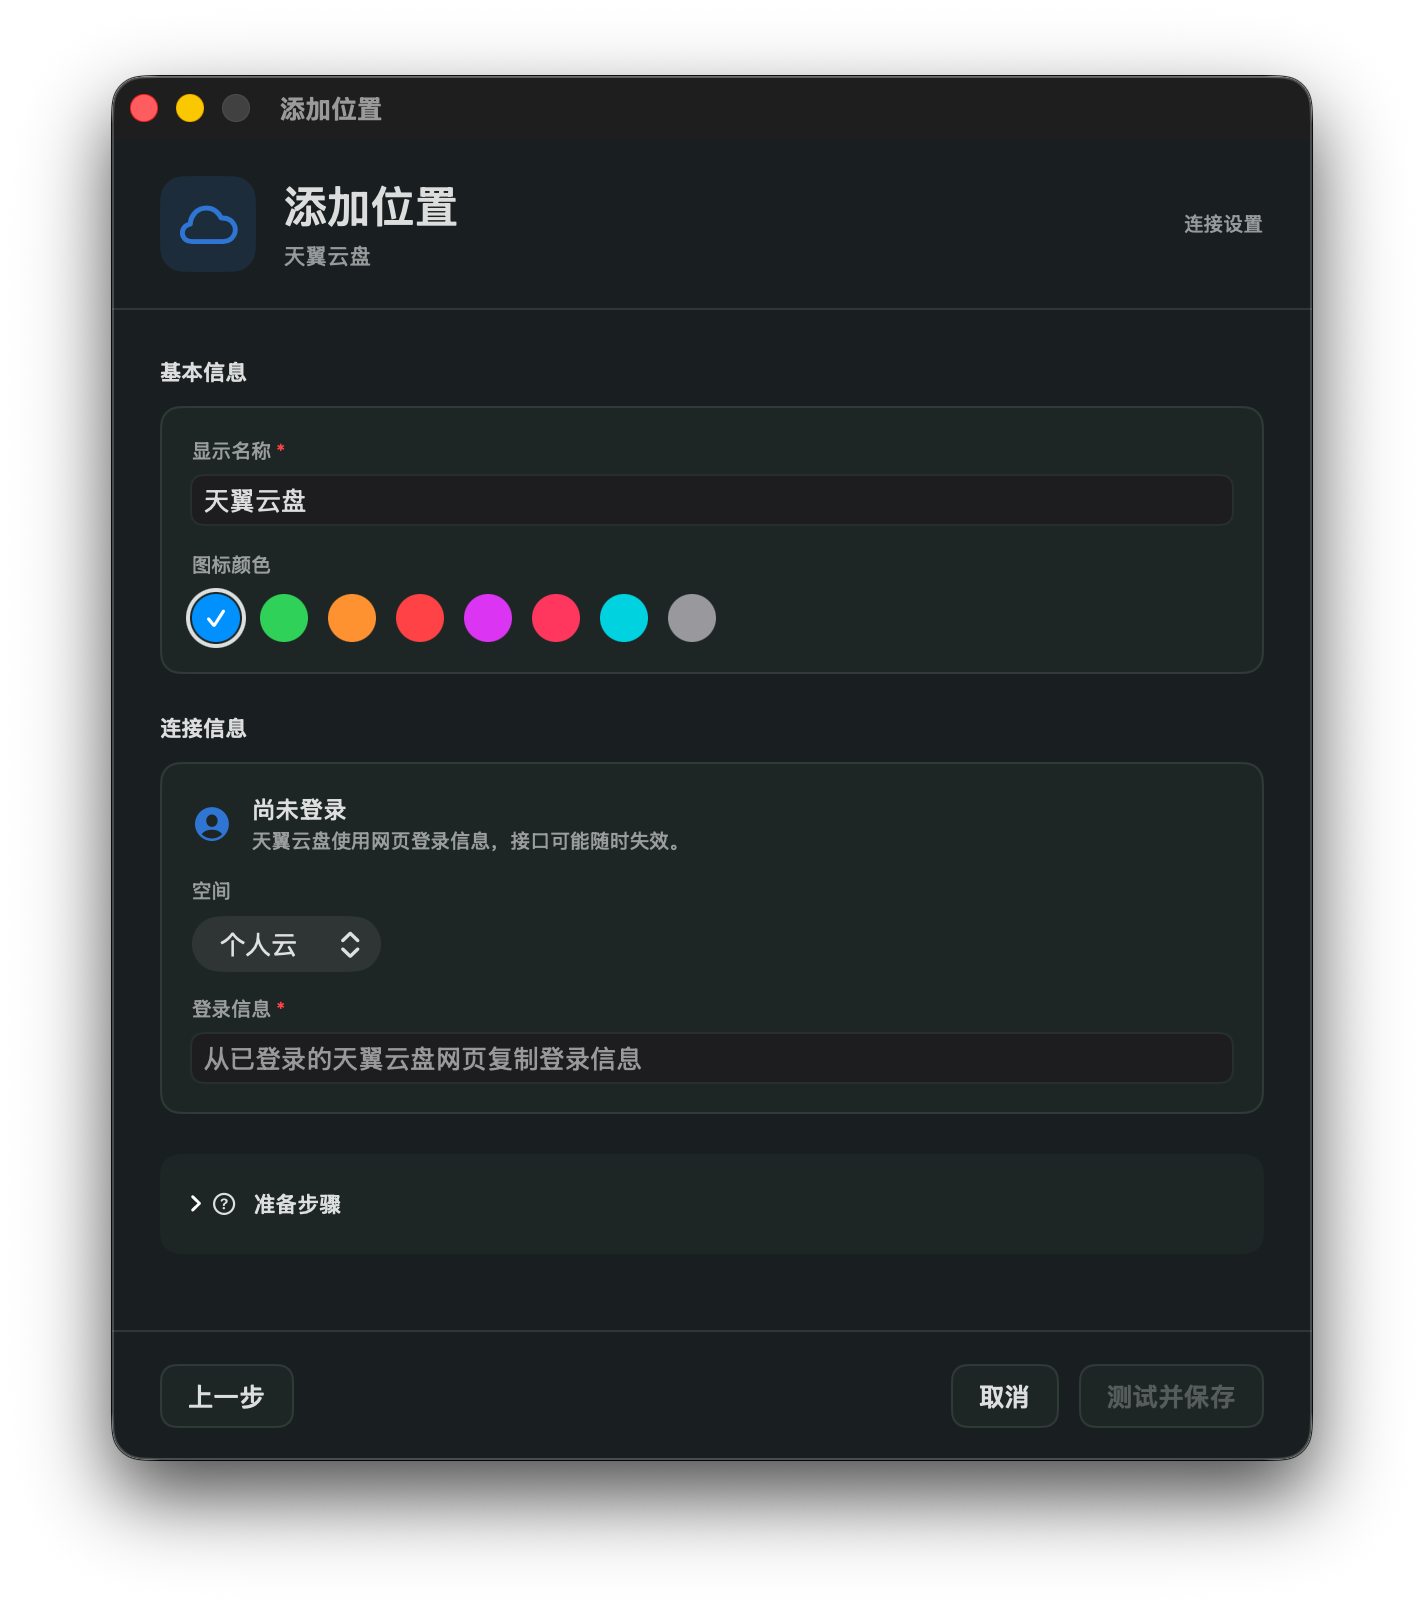 添加位置
添加位置
天翼云盘
连接设置
基本信息
显示名称 *
天翼云盘
图标颜色
连接信息
尚未登录
天翼云盘使用网页登录信息，接口可能随时失效。
空间
个人云
登录信息 *
从已登录的天翼云盘网页复制登录信息
? 准备步骤
上一步
取消
测试并保存